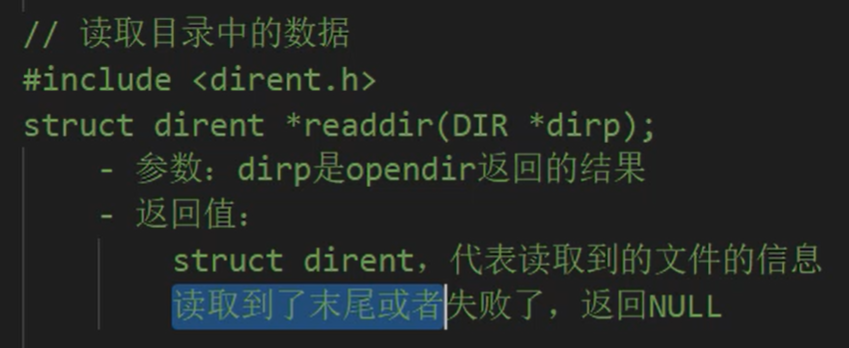 // 读取目录中的数据
#include <dirent.h>
struct dirent *readdir(DIR *dirp);
- 参数：dirp是opendir返回的结果
- 返回值：
struct dirent，代表读取到的文件的信息
读取到了末尾或者失败了，返回NULL